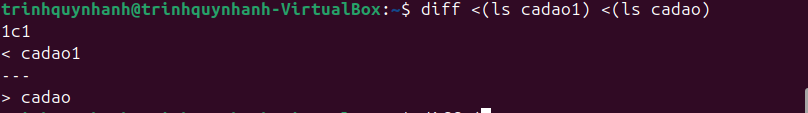 trinhquynhanh@trinhquynhanh-VirtualBox:~$ diff <(ls cadao1) <(ls cadao)
1c1
< cadao1
---
> cadao